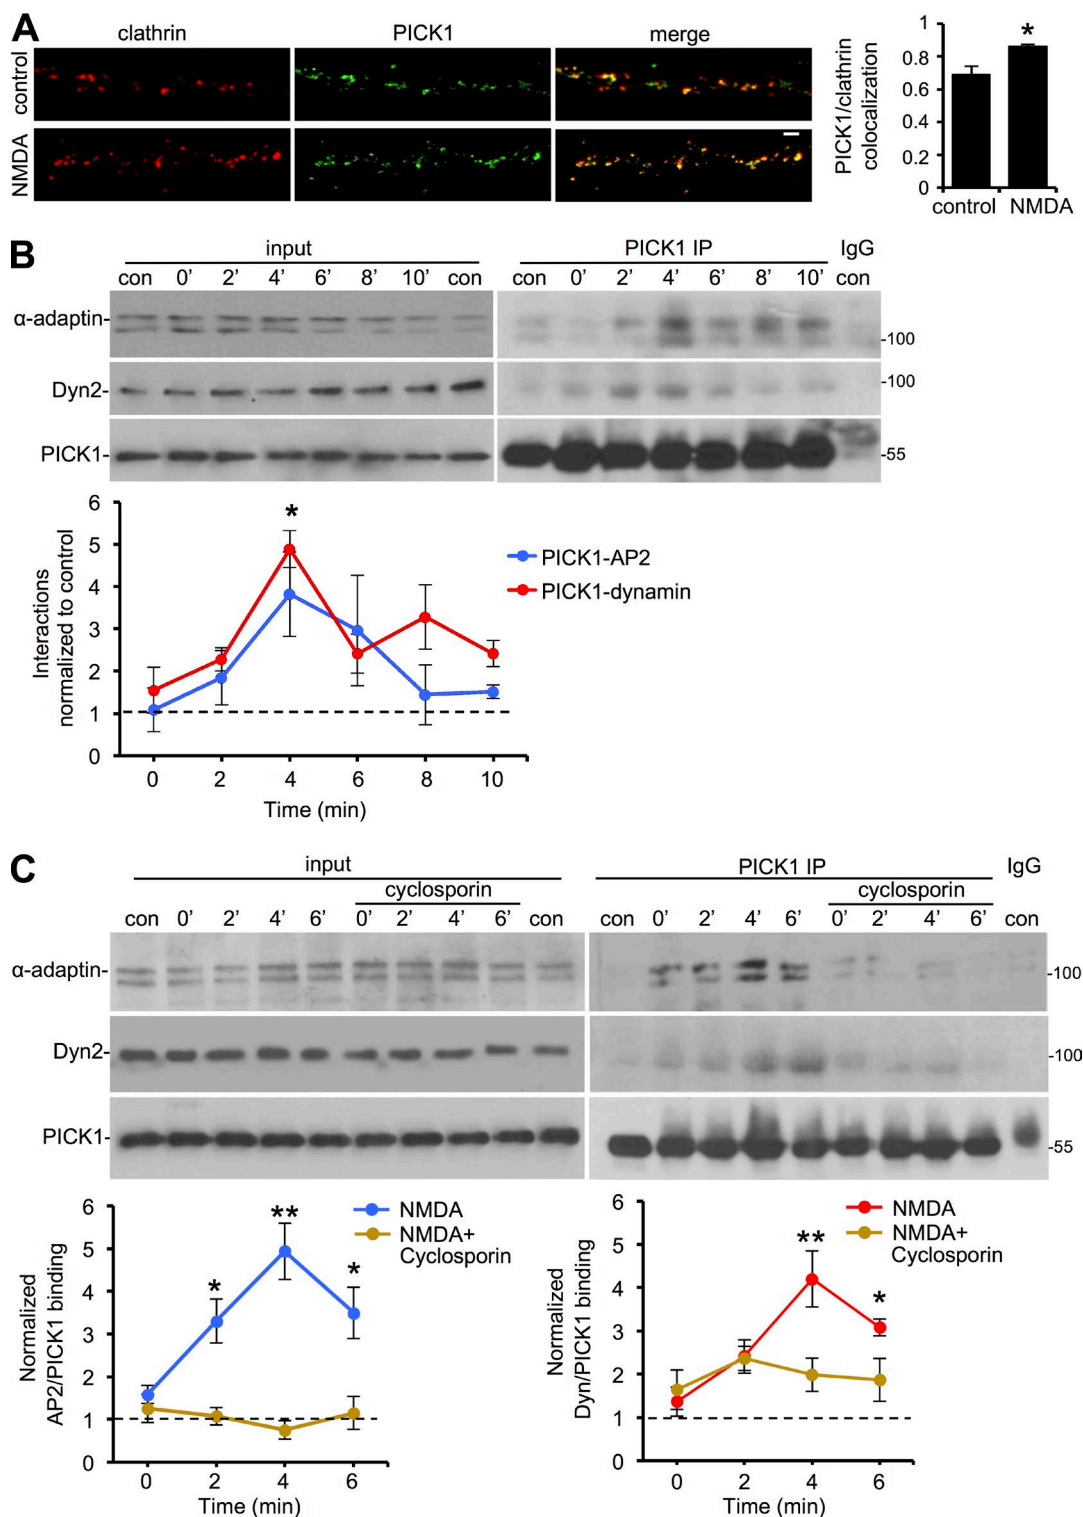 A
clathrin PICK1 merge
control
NMDA
PICK1/clathrin
colocalization
1
0.8
0.6
0.4
0.2
0
*
control NMDA
B
input PICK1 IP IgG
con 0’ 2’ 4’ 6’ 8’ 10’ con con 0’ 2’ 4’ 6’ 8’ 10’ con
α-adaptin-
-100
Dyn2-
-100
PICK1-
-55
Interactions
normalized to control
6
5
4
3
2
1
0
*
PICK1-AP2
PICK1-dynamin
0 2 4 6 8 10
Time (min)
C
input PICK1 IP IgG
cyclosporin cyclosporin
con 0’ 2’ 4’ 6’ 0’ 2’ 4’ 6’ con con 0’ 2’ 4’ 6’ 0’ 2’ 4’ 6’ con
α-adaptin-
-100
Dyn2-
-100
PICK1-
-55
Normalized
AP2/PICK1 binding
6
5
4
3
2
1
0
* ** *
NMDA
NMDA+
Cyclosporin
0 2 4 6
Time (min)
Normalized
Dyn/PICK1 binding
6
5
4
3
2
1
0
** *
NMDA
NMDA+
Cyclosporin
0 2 4 6
Time (min)